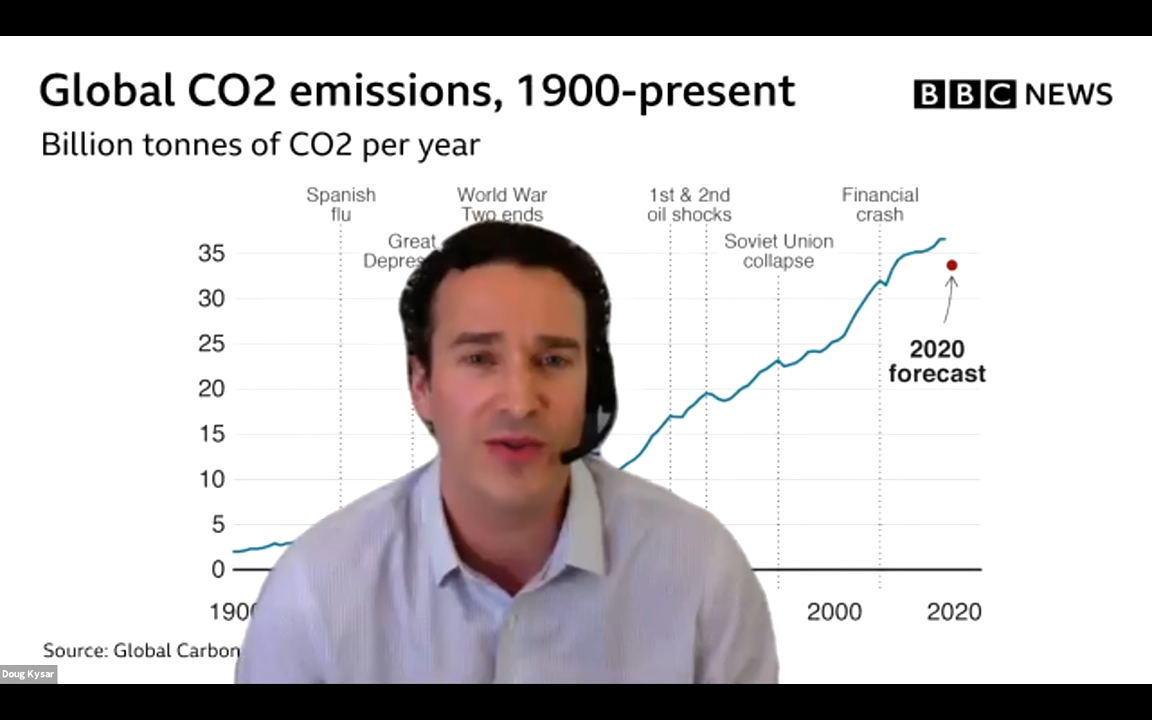 Global CO2 emissions, 1900-present
BBC NEWS
Billion tonnes of CO2 per year
Spanish
flu
World War
Two ends
1st & 2nd
oil shocks
Financial
crash
Great
Soviet Union
collapse
35
30
25
20
15
10
5
0
2020
forecast
2000
2020
Source: Global Carbon
Doug Kysar